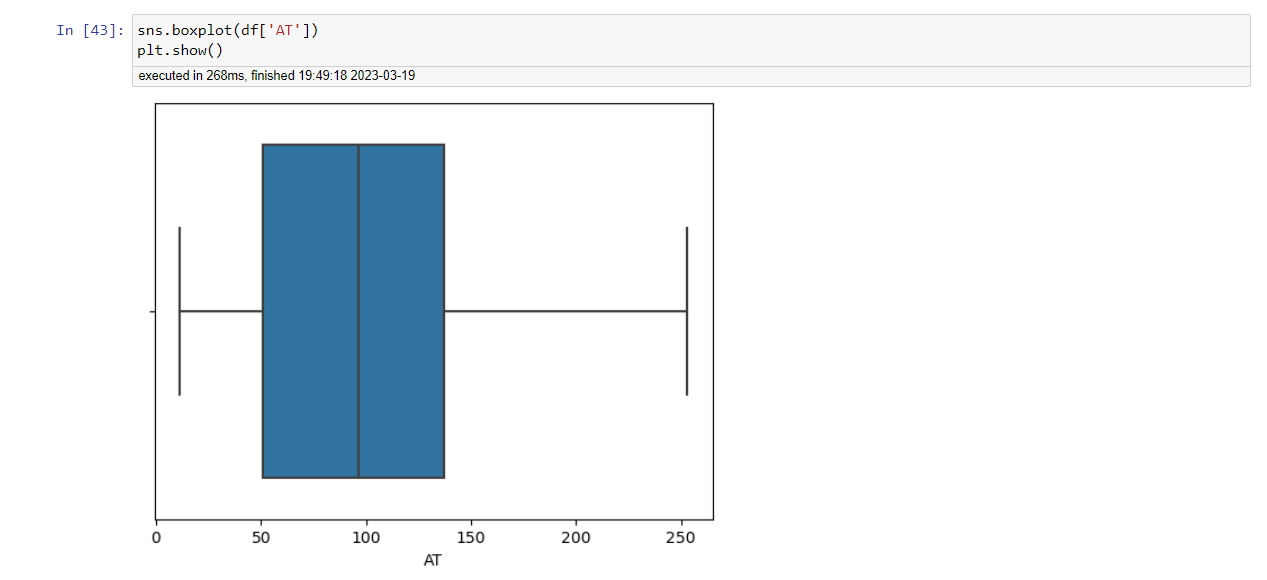 In [43]: sns.boxplot(df['AT'])
plt.show()
executed in 268ms, finished 19:49:18 2023-03-19
0 50 100 150 200 250
AT